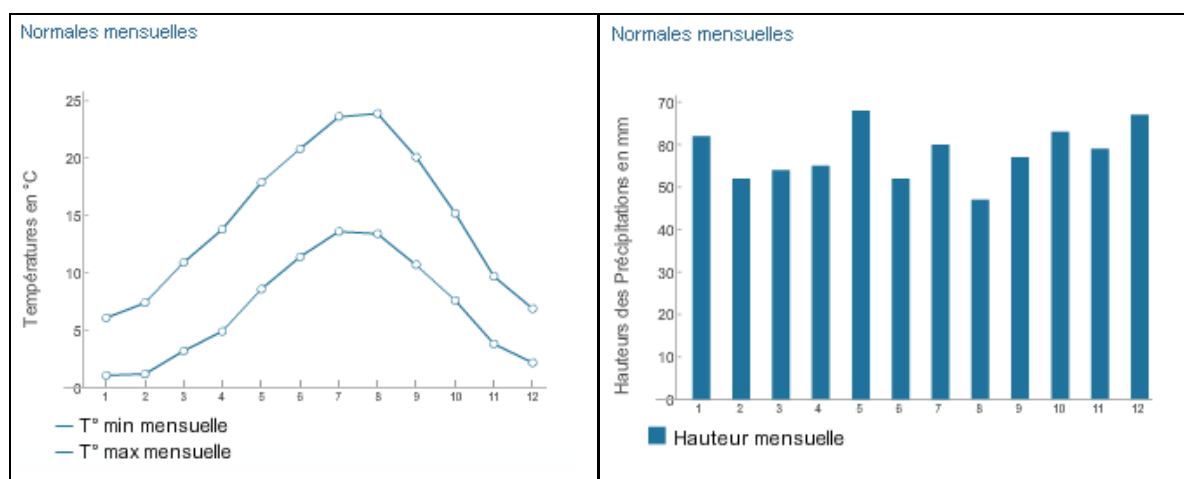 Normales mensuelles
Températures en °C
25
20
15
10
5
0
1 2 3 4 5 6 7 8 9 10 11 12
— T° min mensuelle
— T° max mensuelle
Normales mensuelles
Hauteurs des Précipitations en mm
70
60
50
40
30
20
10
0
1 2 3 4 5 6 7 8 9 10 11 12
Hauteur mensuelle